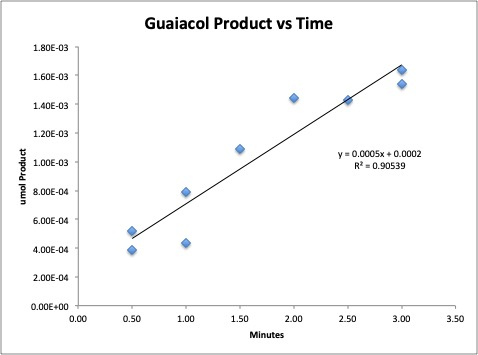 Guaiacol Product vs Time
1.80E-03
1.60E-03
1.40E-03
1.20E-03
1.00E-03
8.00E-04
6.00E-04
4.00E-04
2.00E-04
0.00E+00
umol Product
y = 0.0005x + 0.0002
R² = 0.90539
0.00 0.50 1.00 1.50 2.00 2.50 3.00 3.50
Minutes